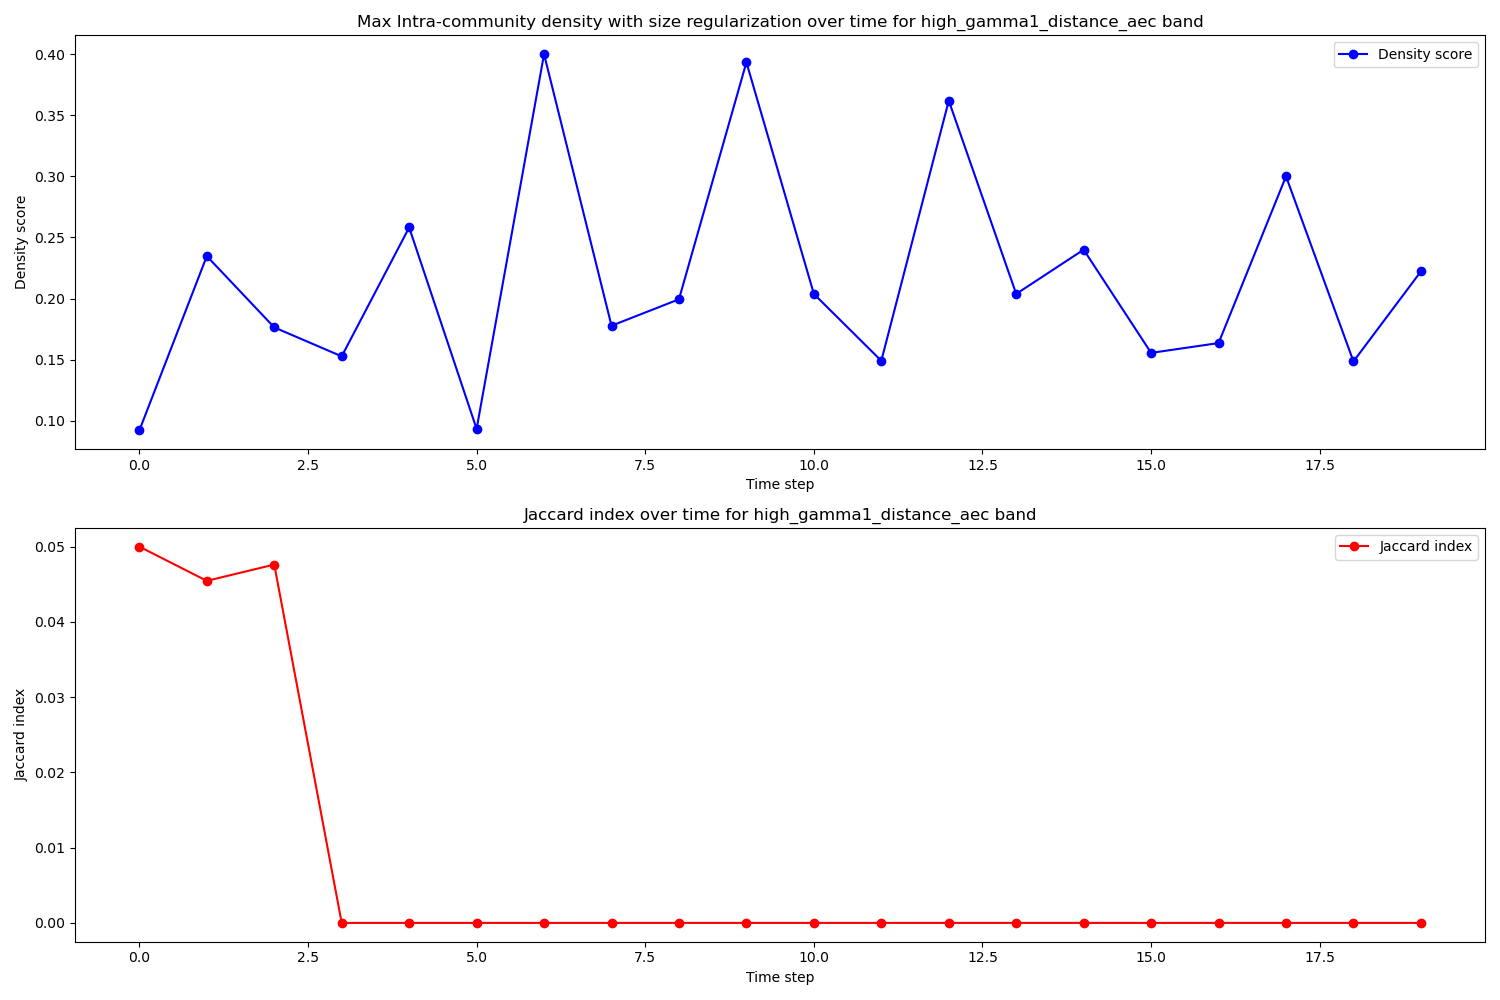 Max Intra-community density with size regularization over time for high_gamma1_distance_aec band
Density score
0.40
0.35
0.30
0.25
0.20
0.15
0.10
Density score
0.0 2.5 5.0 7.5 10.0 12.5 15.0 17.5
Time step
Jaccard index over time for high_gamma1_distance_aec band
Jaccard index
0.05
0.04
0.03
0.02
0.01
0.00
Jaccard index
0.0 2.5 5.0 7.5 10.0 12.5 15.0 17.5
Time step